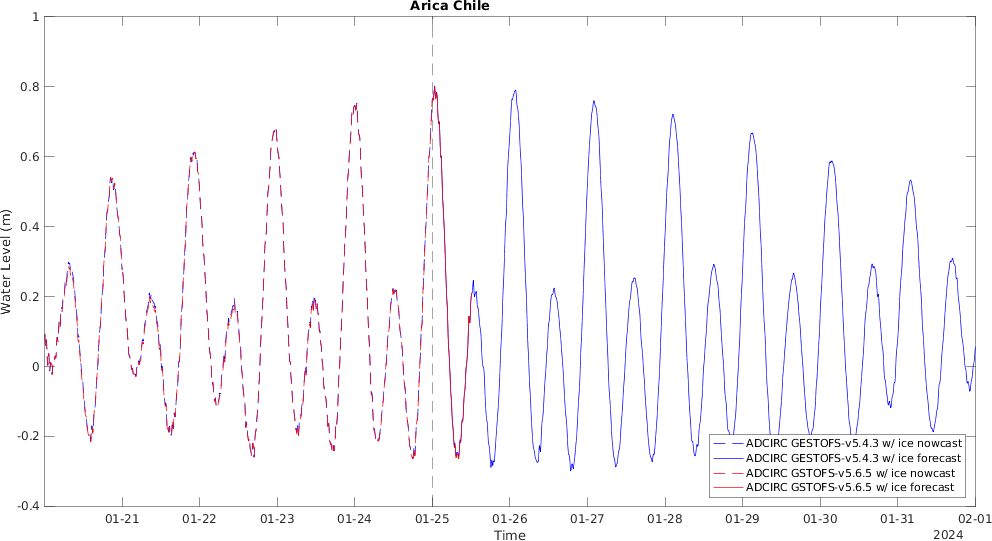 Arica Chile
1
0.8
0.6
0.4
0.2
0
-0.2
-0.4
Water Level (m)
ADCIRC GESTOFS-v5.4.3 w/ ice nowcast
ADCIRC GESTOFS-v5.4.3 w/ ice forecast
ADCIRC GSTOFS-v5.6.5 w/ ice nowcast
ADCIRC GSTOFS-v5.6.5 w/ ice forecast
01-21 01-22 01-23 01-24 01-25 01-26 01-27 01-28 01-29 01-30 01-31 02-01
Time 2024